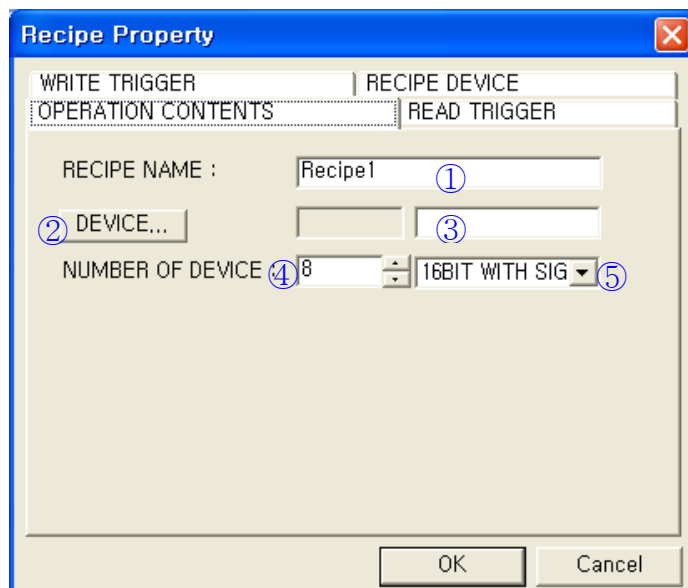 Recipe Property
WRITE TRIGGER RECIPE DEVICE
OPERATION CONTENTS READ TRIGGER
RECIPE NAME : Recipe1 ①
② DEVICE... ③
NUMBER OF DEVICE : ④ 8 16BIT WITH SIG ⑤
OK Cancel